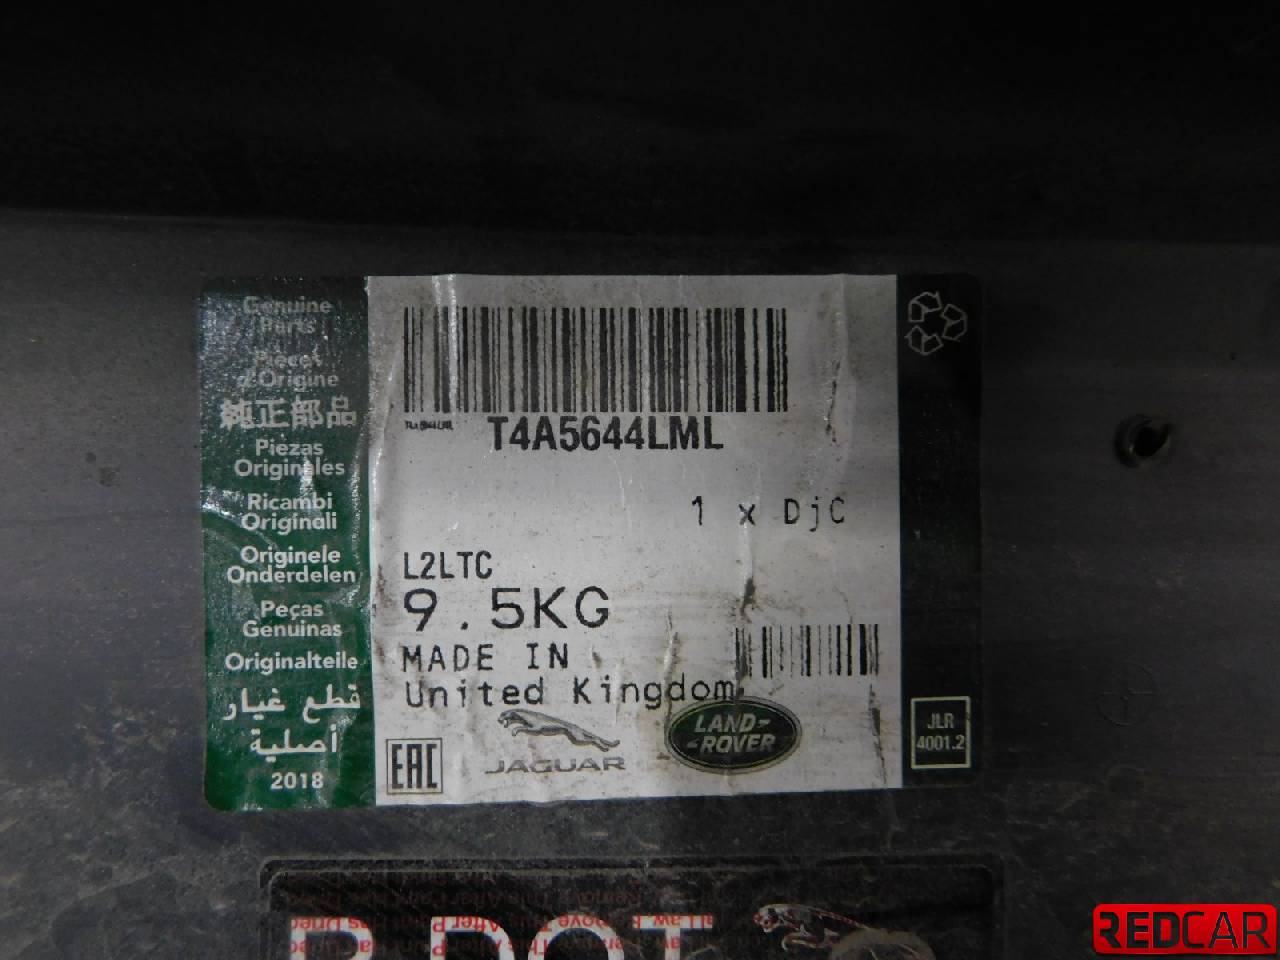 Genuine
Parts
Pièces
d'Origine
純正部品
Piezas
Originales
Ricambi
Originali
Originele
Onderdelen
Peças
Genuinas
Originalteile
قطع غيار
أصلية
2018
T4A5644LML
T4A5644LML
1 x DjC
L2LTC
9.5KG
MADE IN
United Kingdom
EAC
JAGUAR
LAND-
-ROVER
JLR
4001.2
R DOT
REDCAR